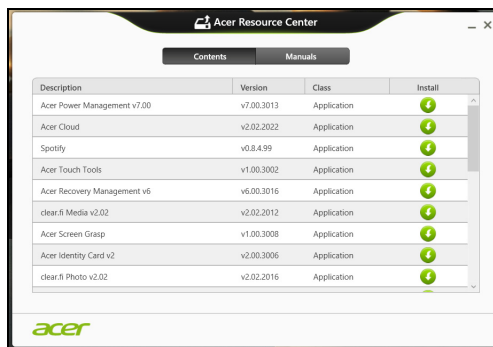 Acer Resource Center
Contents Manuals
Description Version Class Install
Acer Power Management v7.00 v7.00.3013 Application
Acer Cloud v2.02.2022 Application
Spotify v0.8.4.99 Application
Acer Touch Tools v1.00.3002 Application
Acer Recovery Management v6 v6.00.3016 Application
clear.fi Media v2.02 v2.02.2012 Application
Acer Screen Grasp v1.00.3008 Application
Acer Identity Card v2 v2.00.3006 Application
clear.fi Photo v2.02 v2.02.2016 Application
acer